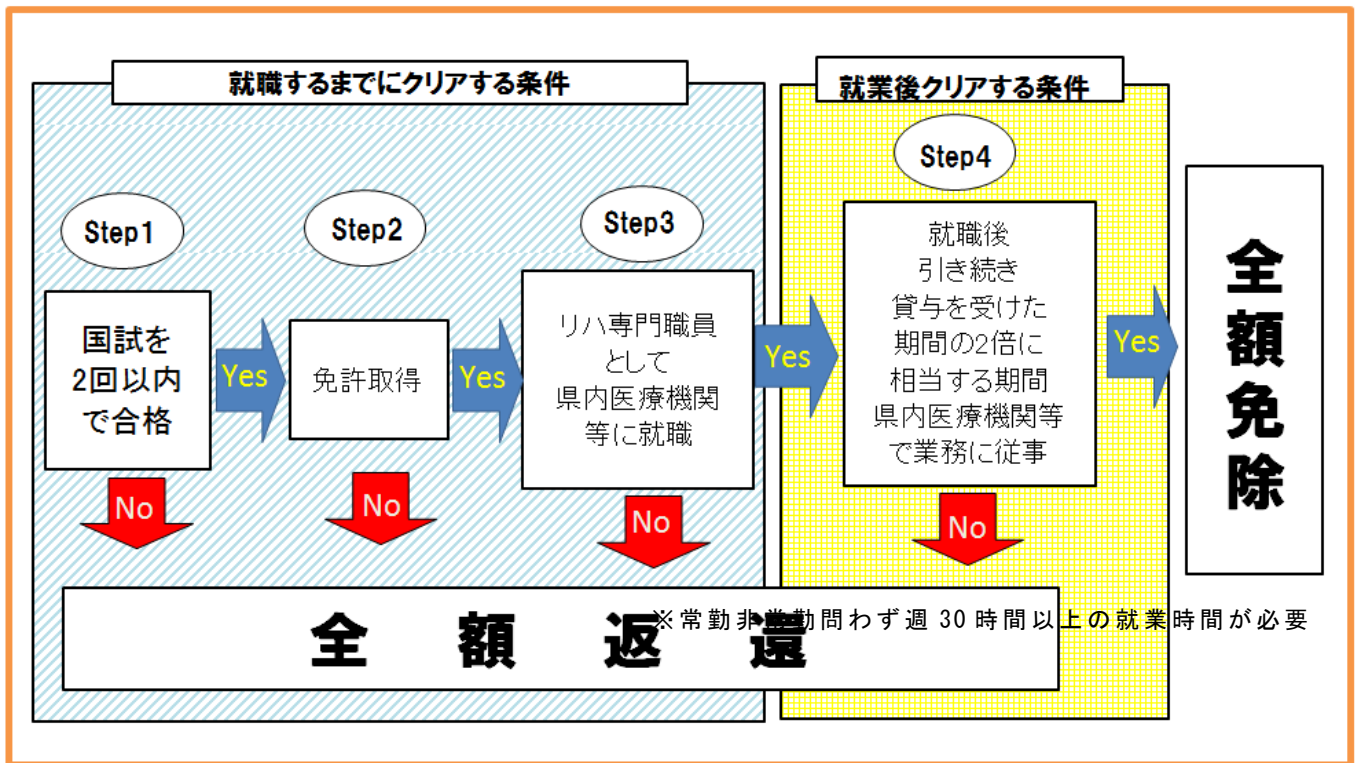 就職するまでにクリアする条件
就業後クリアする条件
Step1
国試を
2回以内
で合格
Yes
No
Step2
免許取得
Yes
No
Step3
リハ専門職員
として
県内医療機関
等に就職
Yes
No
Step4
就職後
引き続き
貸与を受けた
期間の2倍に
相当する期間
県内医療機関等
で業務に従事
Yes
No
全額免除
全額返還
※常勤非常勤問わず週30時間以上の就業時間が必要